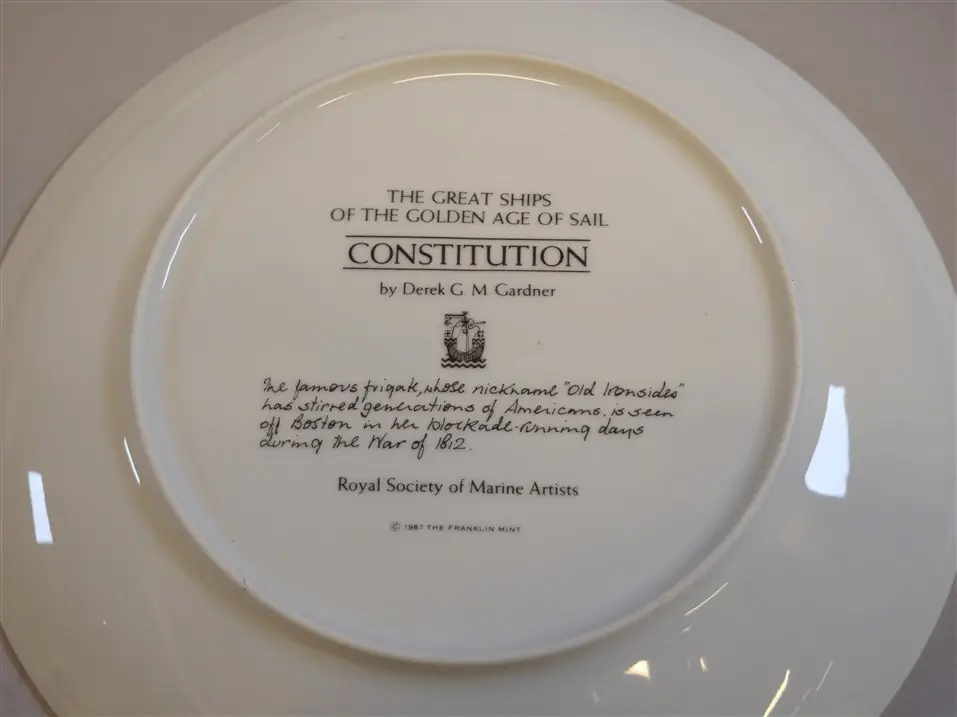 THE GREAT SHIPS
OF THE GOLDEN AGE OF SAIL
CONSTITUTION
by Derek G. M. Gardner
The famous frigate, whose nickname "Old Ironsides"
has stirred generations of Americans, is seen
off Boston in her blockade-running days
during the War of 1812.
Royal Society of Marine Artists
© 1987 THE FRANKLIN MINT